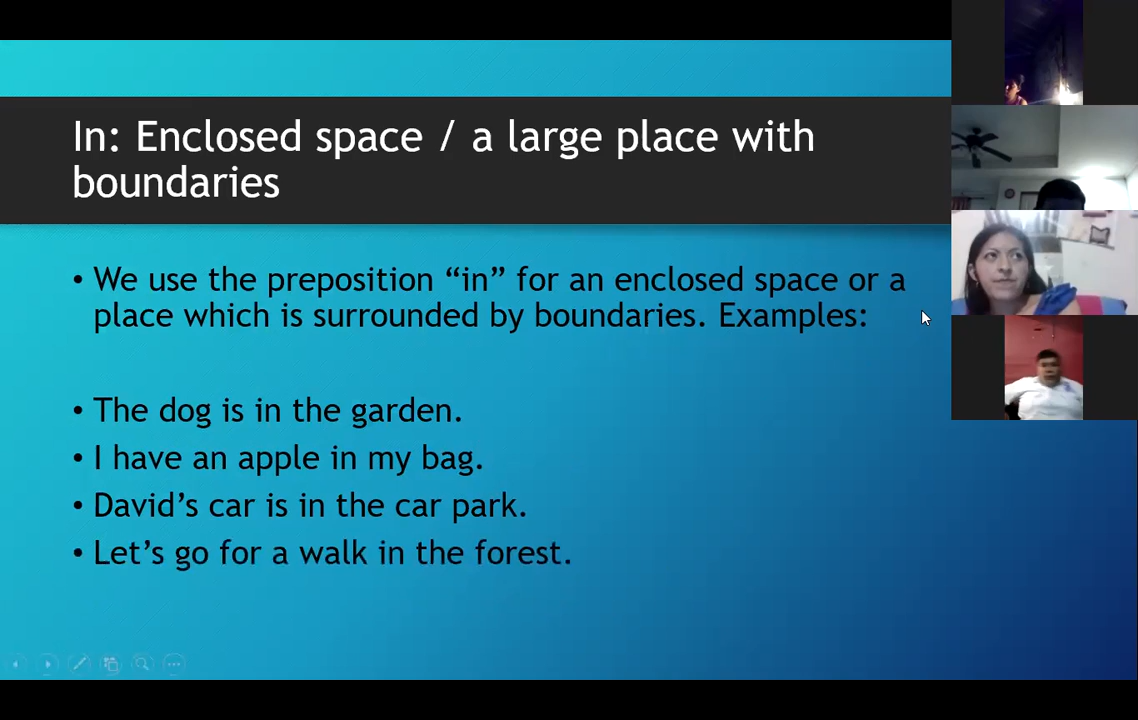 In: Enclosed space / a large place with
boundaries
• We use the preposition “in” for an enclosed space or a
place which is surrounded by boundaries. Examples:
• The dog is in the garden.
• I have an apple in my bag.
• David’s car is in the car park.
• Let’s go for a walk in the forest.